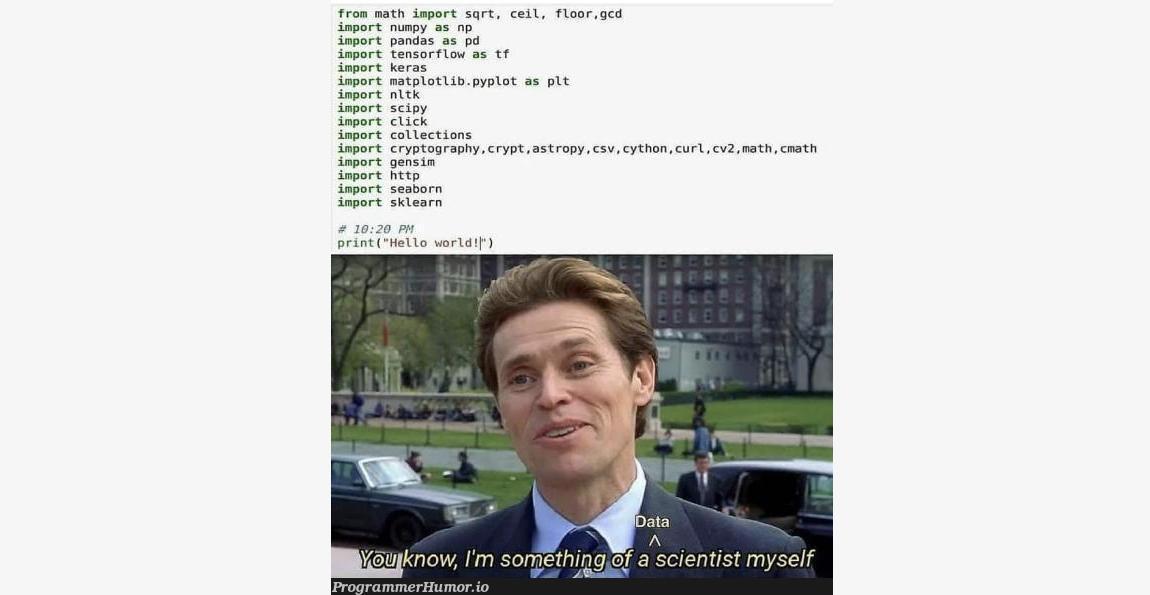 from math import sqrt, ceil, floor,gcd
import numpy as np
import pandas as pd
import tensorflow as tf
import keras
import matplotlib.pyplot as plt
import nltk
import scipy
import click
import collections
import cryptography,crypt,astropy,csv,cython,curl,cv2,math,cmath
import gensim
import http
import seaborn
import sklearn
# 10:20 PM
print("Hello world!")
Data
^
You know, I'm something of a scientist myself
ProgrammerHumor.io